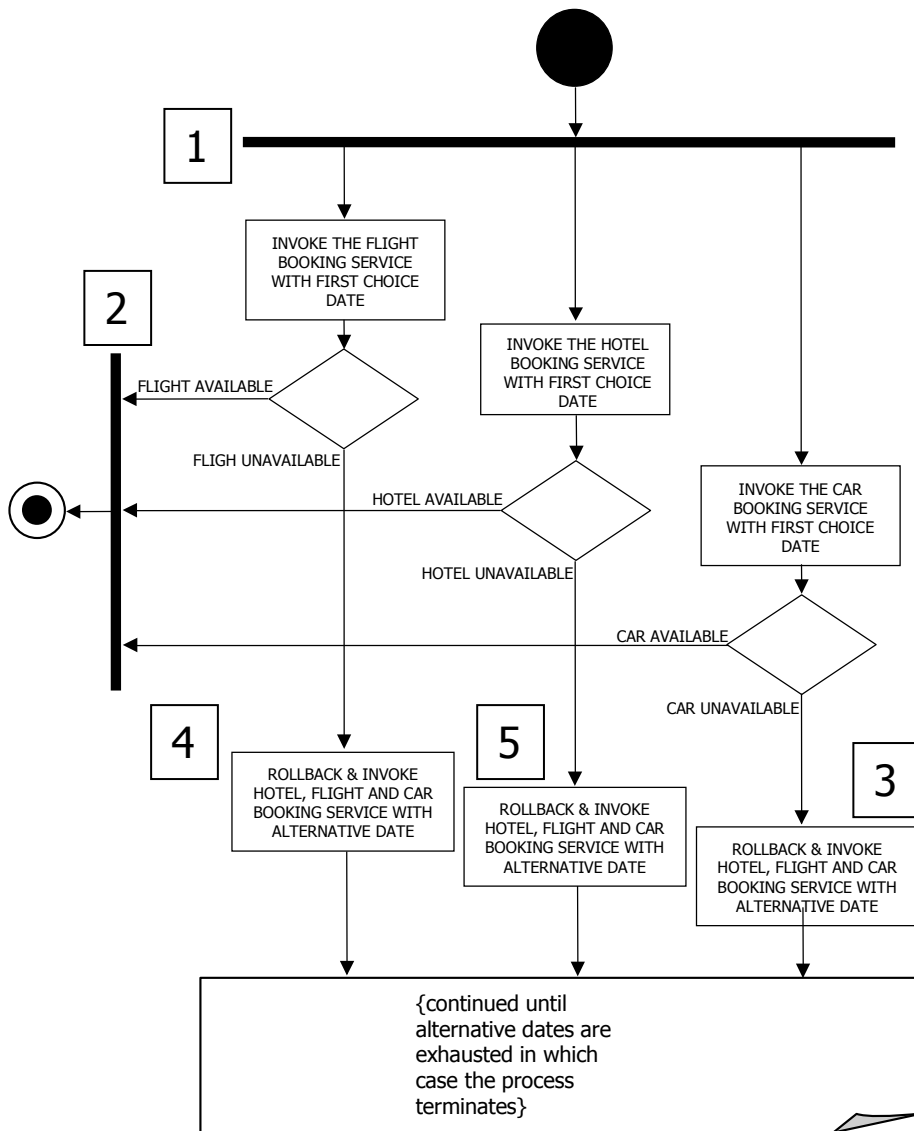 1
INVOKE THE FLIGHT
BOOKING SERVICE
WITH FIRST CHOICE
DATE
2
INVOKE THE HOTEL
BOOKING SERVICE
WITH FIRST CHOICE
DATE
FLIGHT AVAILABLE
FLIGH UNAVAILABLE
HOTEL AVAILABLE
INVOKE THE CAR
BOOKING SERVICE
WITH FIRST CHOICE
DATE
HOTEL UNAVAILABLE
CAR AVAILABLE
CAR UNAVAILABLE
4
5
3
ROLLBACK & INVOKE
HOTEL, FLIGHT AND CAR
BOOKING SERVICE WITH
ALTERNATIVE DATE
ROLLBACK & INVOKE
HOTEL, FLIGHT AND CAR
BOOKING SERVICE WITH
ALTERNATIVE DATE
ROLLBACK & INVOKE
HOTEL, FLIGHT AND CAR
BOOKING SERVICE WITH
ALTERNATIVE DATE
{continued until
alternative dates are
exhausted in which
case the process
terminates}